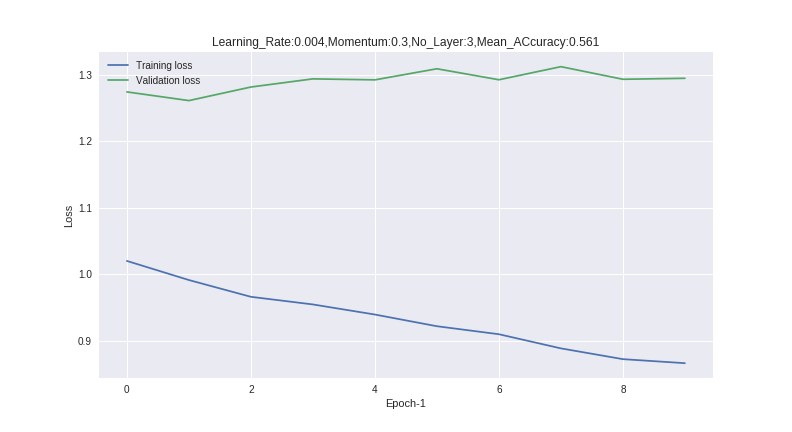 Learning_Rate:0.004,Momentum:0.3,No_Layer:3,Mean_ACcuracy:0.561
Training loss
Validation loss
1.3
1.2
1.1
1.0
0.9
Loss
0 2 4 6 8
Epoch-1